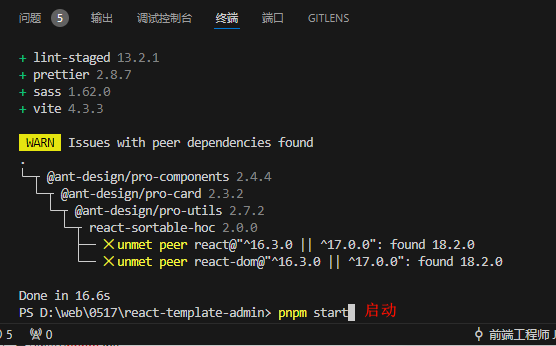 问题 5 输出 调试控制台 终端 端口 GITLENS
+ lint-staged 13.2.1
+ prettier 2.8.7
+ sass 1.62.0
+ vite 4.3.3
WARN Issues with peer dependencies found
.
└─┬ @ant-design/pro-components 2.4.4
└─┬ @ant-design/pro-card 2.3.2
└─┬ @ant-design/pro-utils 2.7.2
└─┬ react-sortable-hoc 2.0.0
├── ✕ unmet peer react@"^16.3.0 || ^17.0.0": found 18.2.0
└── ✕ unmet peer react-dom@"^16.3.0 || ^17.0.0": found 18.2.0
Done in 16.6s
PS D:\web\0517\react-template-admin> pnpm start 启动
5 0 前端工程师